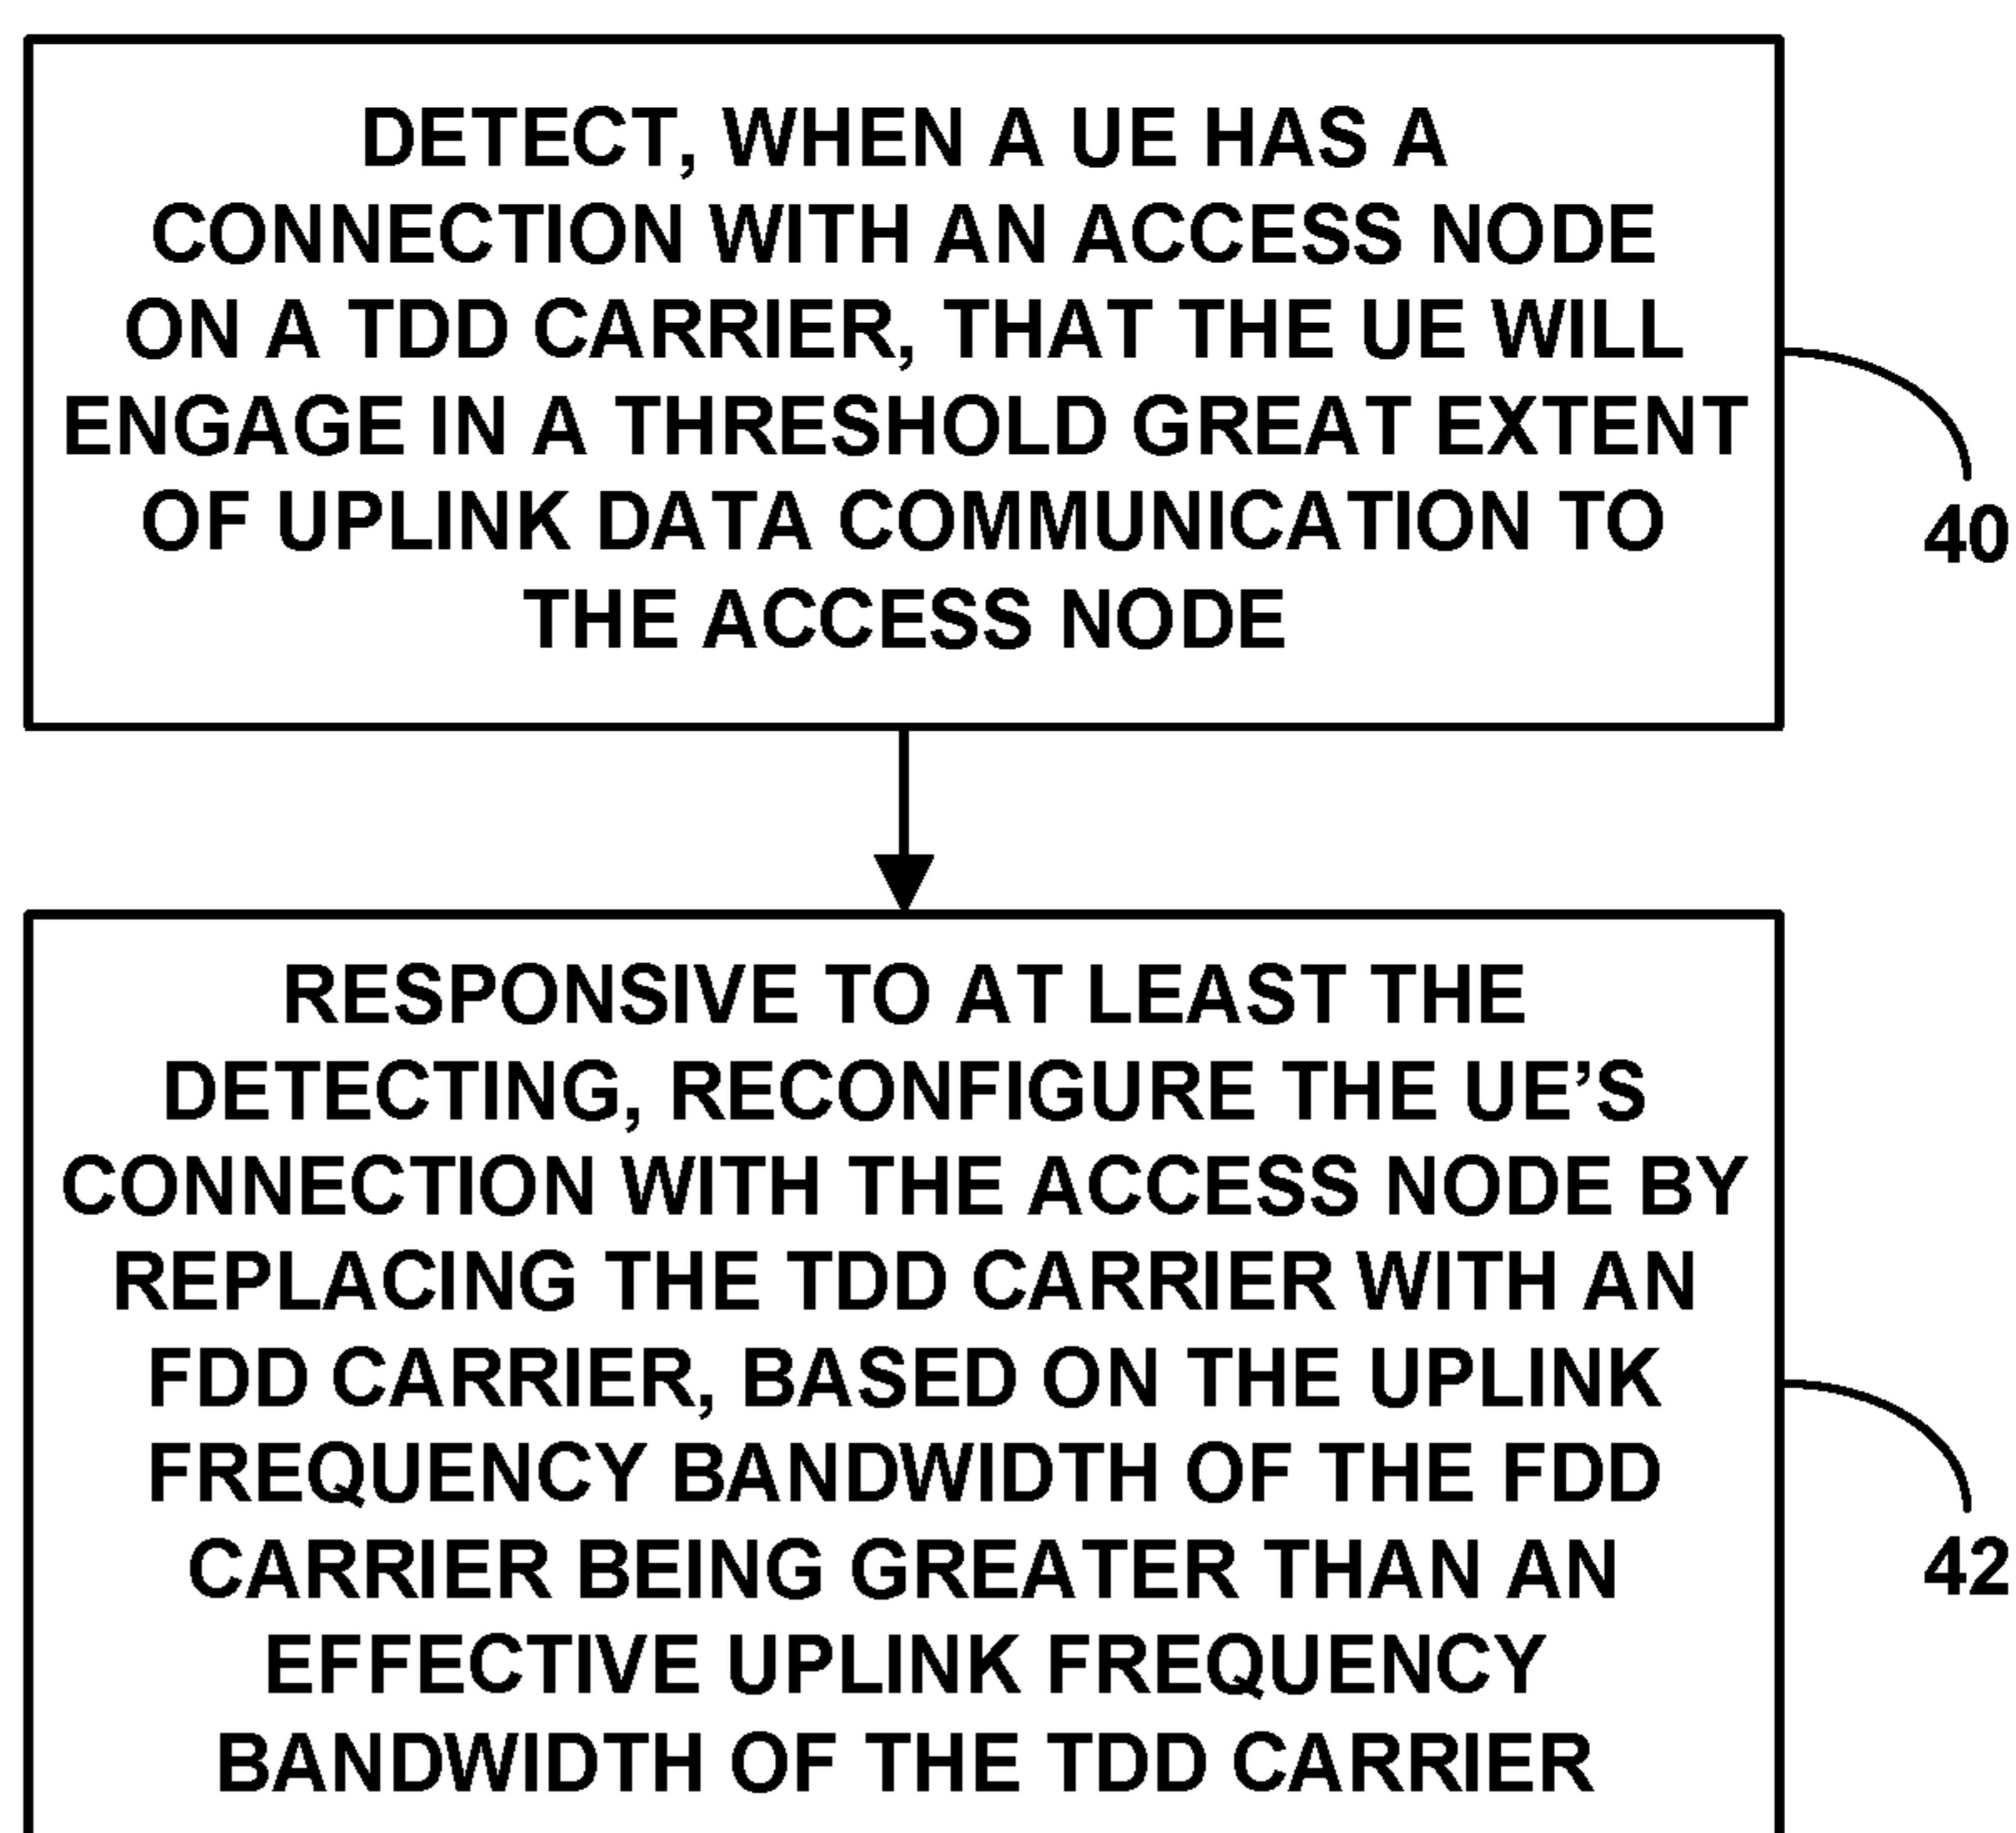 DETECT, WHEN A UE HAS A
CONNECTION WITH AN ACCESS NODE
ON A TDD CARRIER, THAT THE UE WILL
ENGAGE IN A THRESHOLD GREAT EXTENT
OF UPLINK DATA COMMUNICATION TO
THE ACCESS NODE
40
RESPONSIVE TO AT LEAST THE
DETECTING, RECONFIGURE THE UE’S
CONNECTION WITH THE ACCESS NODE BY
REPLACING THE TDD CARRIER WITH AN
FDD CARRIER, BASED ON THE UPLINK
FREQUENCY BANDWIDTH OF THE FDD
CARRIER BEING GREATER THAN AN
EFFECTIVE UPLINK FREQUENCY
BANDWIDTH OF THE TDD CARRIER
42